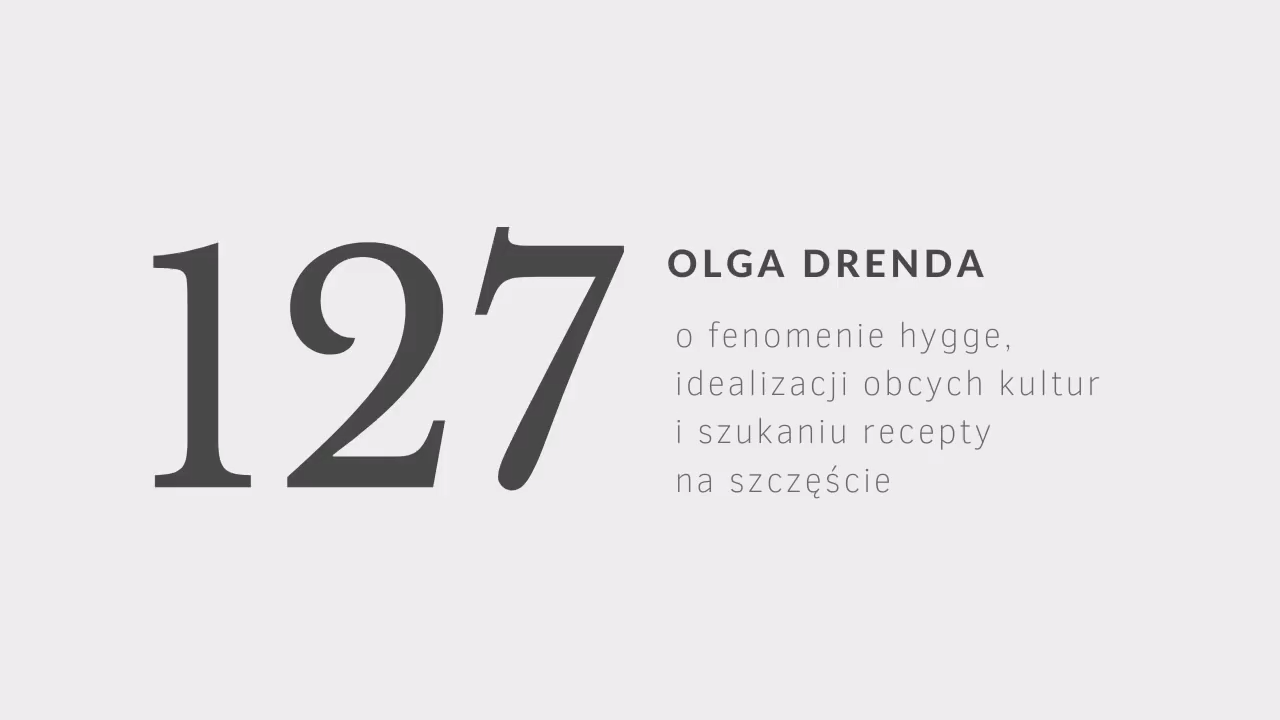 127
OLGA DRENDA
o fenomenie hygge,
idealizacji obcych kultur
i szukaniu recepty
na szczęście